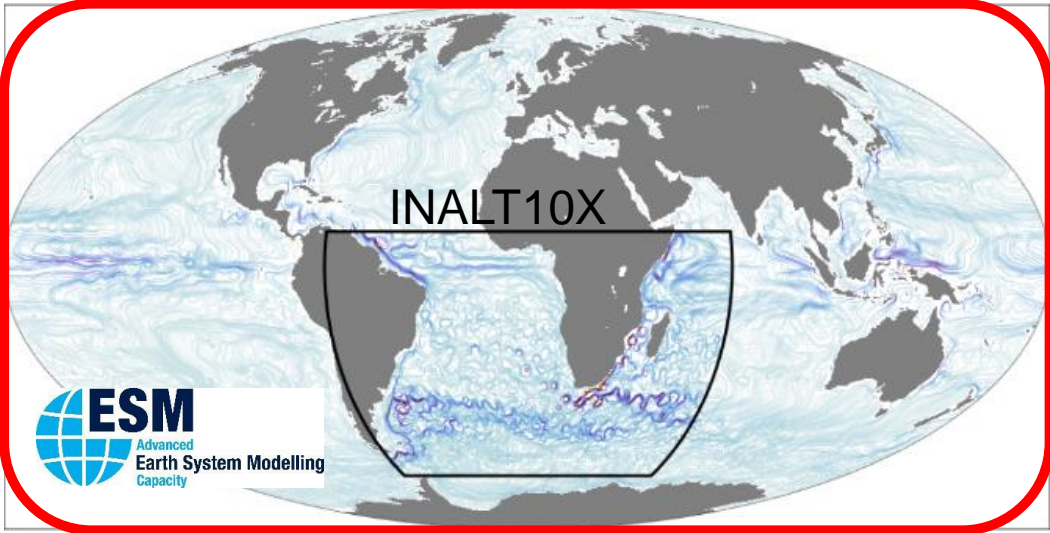 INALT10X
ESM
Advanced
Earth System Modelling
Capacity